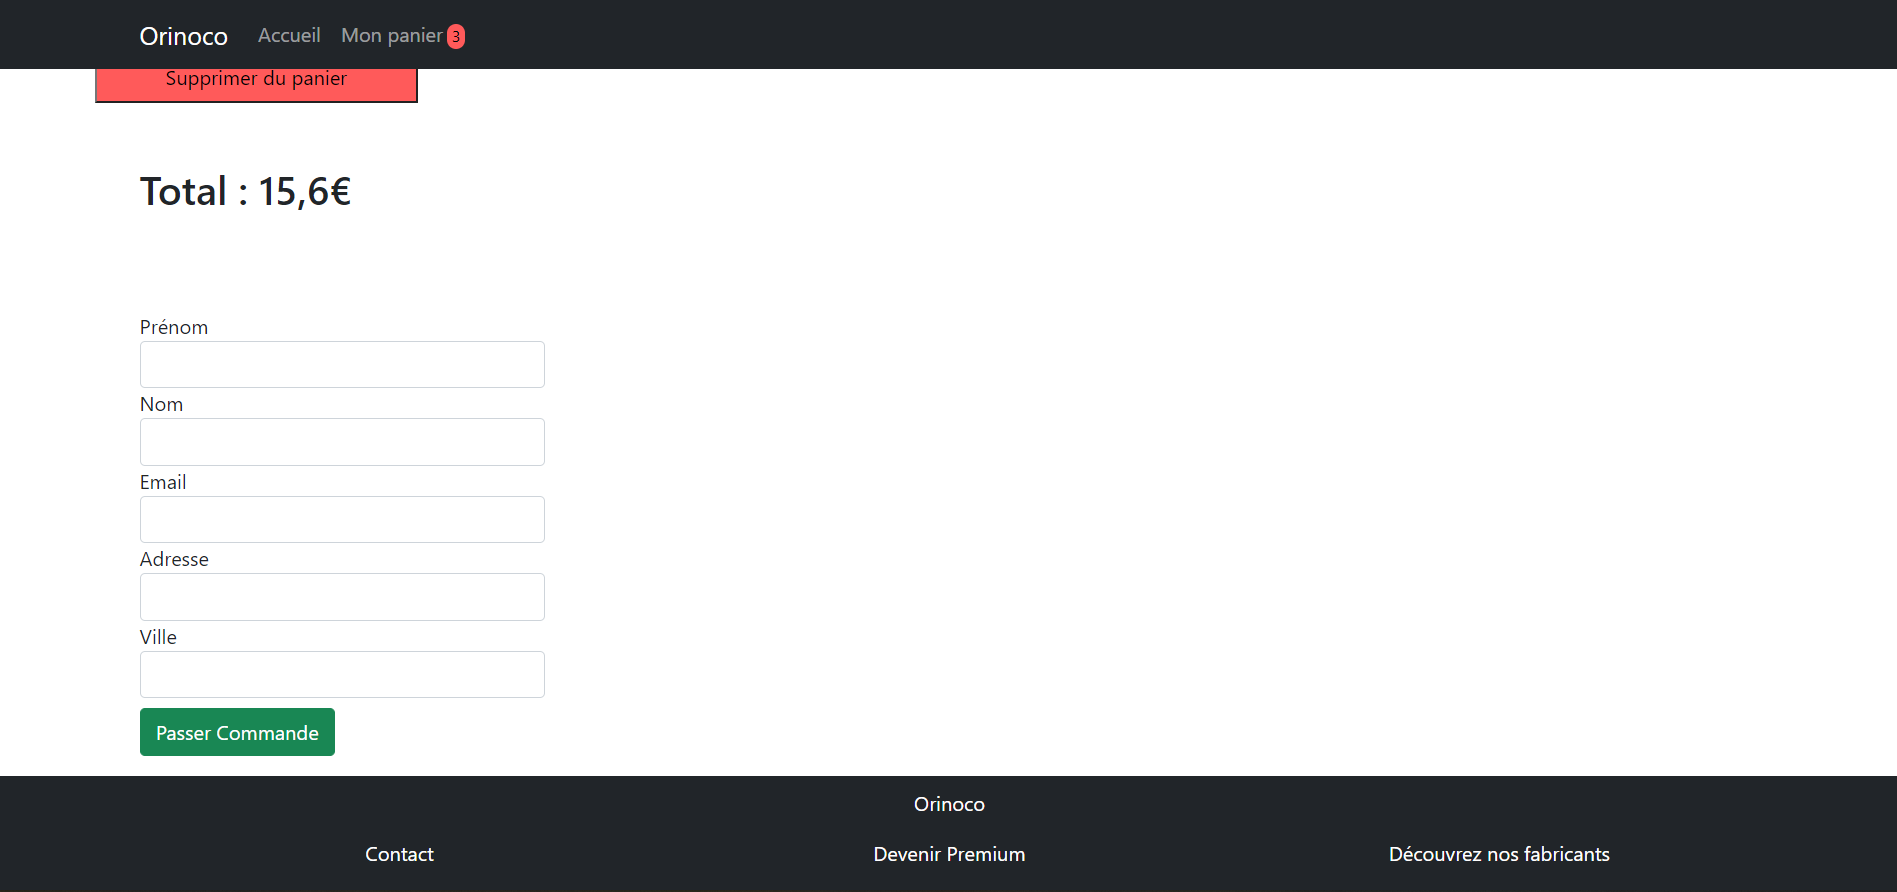 Orinoco Accueil Mon panier 3
Supprimer du panier
Total : 15,6€
Prénom
Nom
Email
Adresse
Ville
Passer Commande
Orinoco
Contact Devenir Premium Découvrez nos fabricants